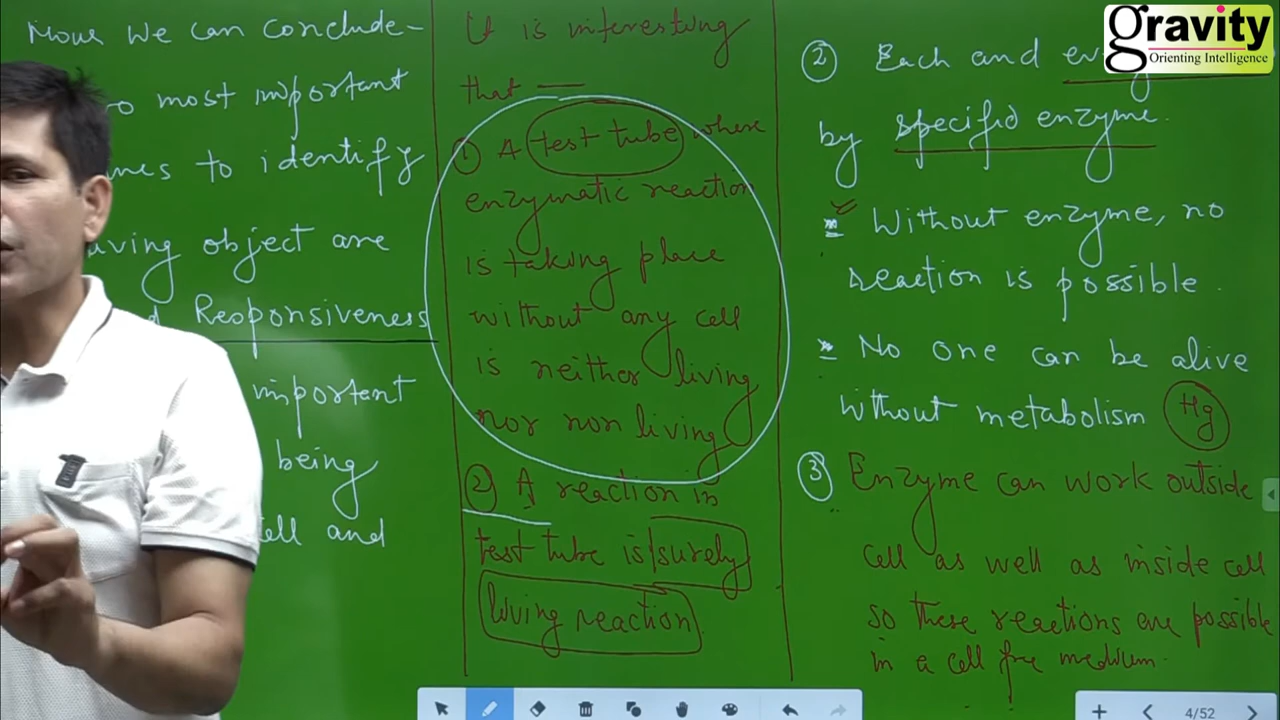 Now we can conclude-
most important
to identify
object are
Responsiveness
important
being
Cell and
It is interesting
that —
① A test tube where
enzymatic reaction
is taking place
without any cell
is neither living
nor non living
② A reaction in
test tube is surely
living reaction.
gravity
Orienting Intelligence
② Each and
by specified enzyme.
Without enzyme, no
reaction is possible.
No one can be alive
without metabolism Hg
③ Enzyme can work outside
cell as well as inside cell
so these reactions are possible
in a cell free medium.
4/52